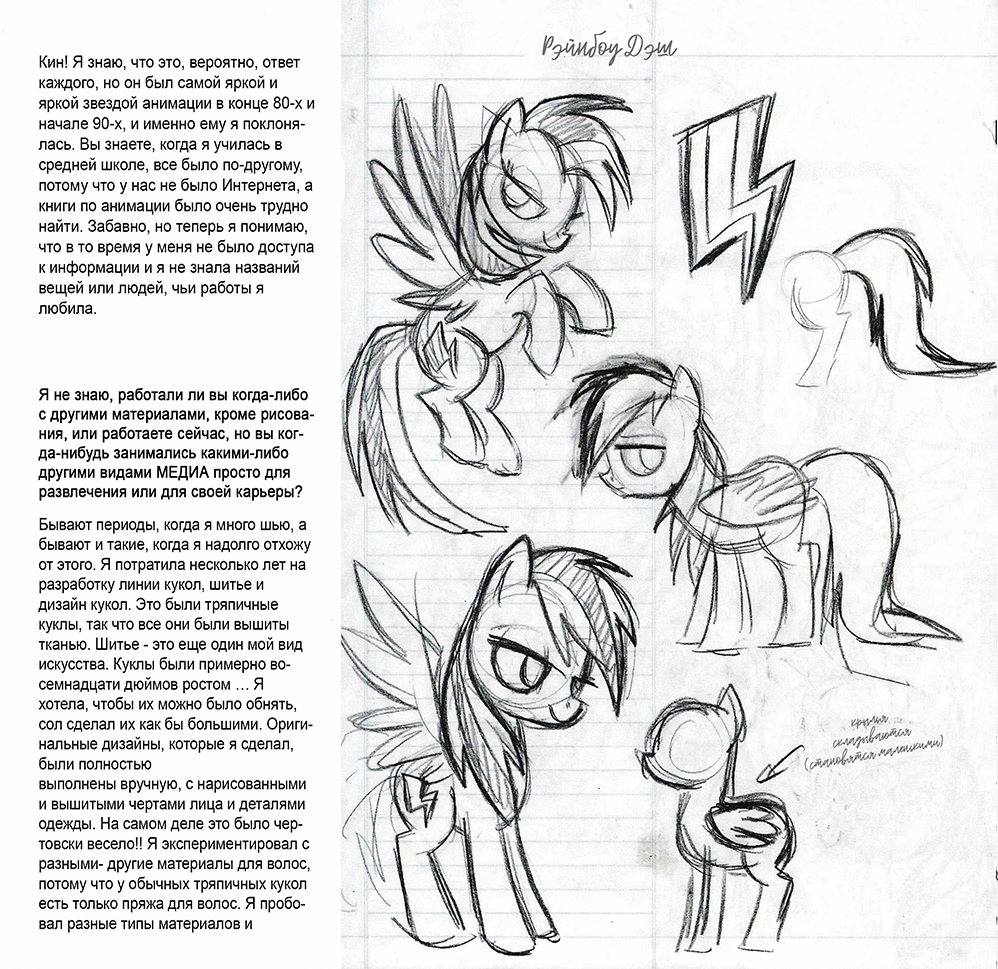 Кин! Я знаю, что это, вероятно, ответ
каждого, но он был самой яркой и
яркой звездой анимации в конце 80-х и
начале 90-х, и именно ему я поклоня-
лась. Вы знаете, когда я училась в
средней школе, все было по-другому,
потому что у нас не было Интернета, а
книги по анимации было очень трудно
найти. Забавно, но теперь я понимаю,
что в то время у меня не было доступа
к информации и я не знала названий
вещей или людей, чьи работы я
любила.
Я не знаю, работали ли вы когда-либо
с другими материалами, кроме рисова-
ния, или работаете сейчас, но вы ког-
да-нибудь занимались какими-либо
другими видами МЕДИА просто для
развлечения или для своей карьеры?
Бывают периоды, когда я много шью, а
бывают и такие, когда я надолго отхожу
от этого. Я потратила несколько лет на
разработку линии кукол, шитье и
дизайн кукол. Это были тряпичные
куклы, так что все они были вышиты
тканью. Шитье - это еще один мой вид
искусства. Куклы были примерно во-
семнадцати дюймов ростом … Я
хотела, чтобы их можно было обнять,
сол сделал их как бы большими. Ориги-
нальные дизайны, которые я сделал,
были полностью
выполнены вручную, с нарисованными
и вышитыми чертами лица и деталями
одежды. На самом деле это было чер-
товски весело!! Я экспериментировал с
разными- другие материалы для волос,
потому что у обычных тряпичных кукол
есть только пряжа для волос. Я пробо-
вал разные типы материалов и
Рэйнбоу Дэш
крылья
складываются
(становятся маленькими)